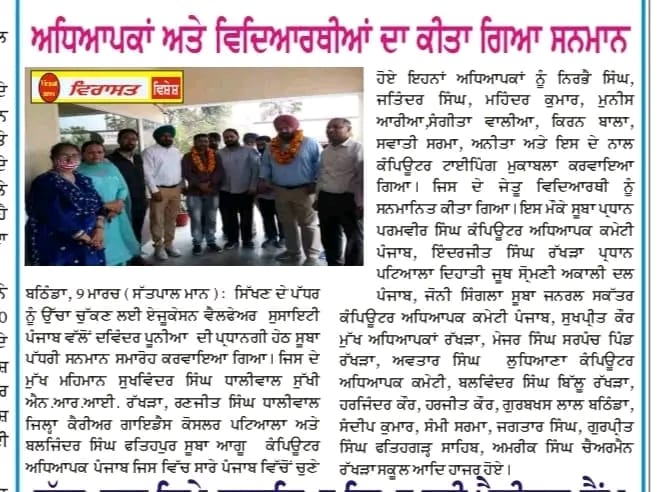 ਅਧਿਆਪਕਾਂ ਅਤੇ ਵਿਦਿਆਰਥੀਆਂ ਦਾ ਕੀਤਾ ਗਿਆ ਸਨਮਾਨ
ਵਿਰਾਸਤ ਵਿਸ਼ੇਸ਼
ਬਠਿੰਡਾ, 9 ਮਾਰਚ (ਸੱਤਪਾਲ ਮਾਨ) : ਸਿੱਖਣ ਦੇ ਪੱਧਰ
ਨੂੰ ਉੱਚਾ ਚੁੱਕਣ ਲਈ ਏਜੂਕੇਸਨ ਵੈਲਫੇਅਰ ਸੁਸਾਇਟੀ
ਪੰਜਾਬ ਵੱਲੋਂ ਦਵਿੰਦਰ ਪੂਨੀਆ ਦੀ ਪ੍ਰਧਾਨਗੀ ਹੇਠ ਸੂਬਾ
ਪੱਧਰੀ ਸਨਮਾਨ ਸਮਾਰੋਹ ਕਰਵਾਇਆ ਗਿਆ। ਜਿਸ ਦੇ
ਮੁੱਖ ਮਹਿਮਾਨ ਸੁਖਵਿੰਦਰ ਸਿੰਘ ਧਾਲੀਵਾਲ ਸੁੱਖੀ
ਐਨ.ਆਰ.ਆਈ. ਰੱਖੜਾ, ਰਣਜੀਤ ਸਿੰਘ ਧਾਲੀਵਾਲ
ਜਿਲ੍ਹਾ ਕੈਰੀਅਰ ਗਾਇਡੈਂਸ ਕੋਸਲਰ ਪਟਿਆਲਾ ਅਤੇ
ਬਲਜਿੰਦਰ ਸਿੰਘ ਫਤਿਹਪੁਰ ਸੂਬਾ ਆਗੂ ਕੰਪਿਊਟਰ
ਅਧਿਆਪਕ ਪੰਜਾਬ ਜਿਸ ਵਿੱਚ ਸਾਰੇ ਪੰਜਾਬ ਵਿੱਚੋਂ ਚੁਣੇ
ਹੋਏ ਇਹਨਾਂ ਅਧਿਆਪਕਾਂ ਨੂੰ ਨਿਰਭੈ ਸਿੰਘ,
ਜਤਿੰਦਰ ਸਿੰਘ, ਮਹਿੰਦਰ ਕੁਮਾਰ, ਮੁਨੀਸ
ਆਰੀਆ,ਸੰਗੀਤਾ ਵਾਲੀਆ, ਕਿਰਨ ਬਾਲਾ,
ਸਵਾਤੀ ਸਰਮਾ, ਅਨੀਤਾ ਅਤੇ ਇਸ ਦੇ ਨਾਲ
ਕੰਪਿਊਟਰ ਟਾਈਪਿੰਗ ਮੁਕਾਬਲਾ ਕਰਵਾਇਆ
ਗਿਆ। ਜਿਸ ਦੇ ਜੇਤੂ ਵਿਦਿਆਰਥੀ ਨੂੰ
ਸਨਮਾਨਿਤ ਕੀਤਾ ਗਿਆ।ਇਸ ਮੌਕੇ ਸੂਬਾ ਪ੍ਰਧਾਨ
ਪਰਮਵੀਰ ਸਿੰਘ ਕੰਪਿਊਟਰ ਅਧਿਆਪਕ ਕਮੇਟੀ
ਪੰਜਾਬ, ਇੰਦਰਜੀਤ ਸਿੰਘ ਰੱਖੜਾ ਪ੍ਰਧਾਨ
ਪਟਿਆਲਾ ਦਿਹਾਤੀ ਜੂਥ ਸ੍ਰੋਮਣੀ ਅਕਾਲੀ ਦਲ
ਪੰਜਾਬ, ਜੋਨੀ ਸਿੰਗਲਾ ਸੂਬਾ ਜਨਰਲ ਸਕੱਤਰ
ਕੰਪਿਊਟਰ ਅਧਿਆਪਕ ਕਮੇਟੀ ਪੰਜਾਬ, ਸੁਖਪ੍ਰੀਤ ਕੌਰ
ਮੁੱਖ ਅਧਿਆਪਕਾਂ ਰੱਖੜਾ, ਮੇਜਰ ਸਿੰਘ ਸਰਪੰਚ ਪਿੰਡ
ਰੱਖੜਾ, ਅਵਤਾਰ ਸਿੰਘ ਲੁਧਿਆਣਾ ਕੰਪਿਊਟਰ
ਅਧਿਆਪਕ ਕਮੇਟੀ, ਬਲਵਿੰਦਰ ਸਿੰਘ ਬਿੱਲੂ ਰੱਖੜਾ,
ਹਰਜਿੰਦਰ ਕੌਰ, ਹਰਜੀਤ ਕੌਰ, ਗੁਰਬਖਸ ਲਾਲ ਬਠਿੰਡਾ,
ਸੰਦੀਪ ਕੁਮਾਰ, ਸੰਮੀ ਸਰਮਾ, ਜਗਤਾਰ ਸਿੰਘ, ਗੁਰਪ੍ਰੀਤ
ਸਿੰਘ ਫਤਿਹਗੜ੍ਹ ਸਾਹਿਬ, ਅਮਰੀਕ ਸਿੰਘ ਚੈਅਰਮੈਨ
ਰੱਖੜਾ ਸਕੂਲ ਆਦਿ ਹਾਜਰ ਹੋਏ।